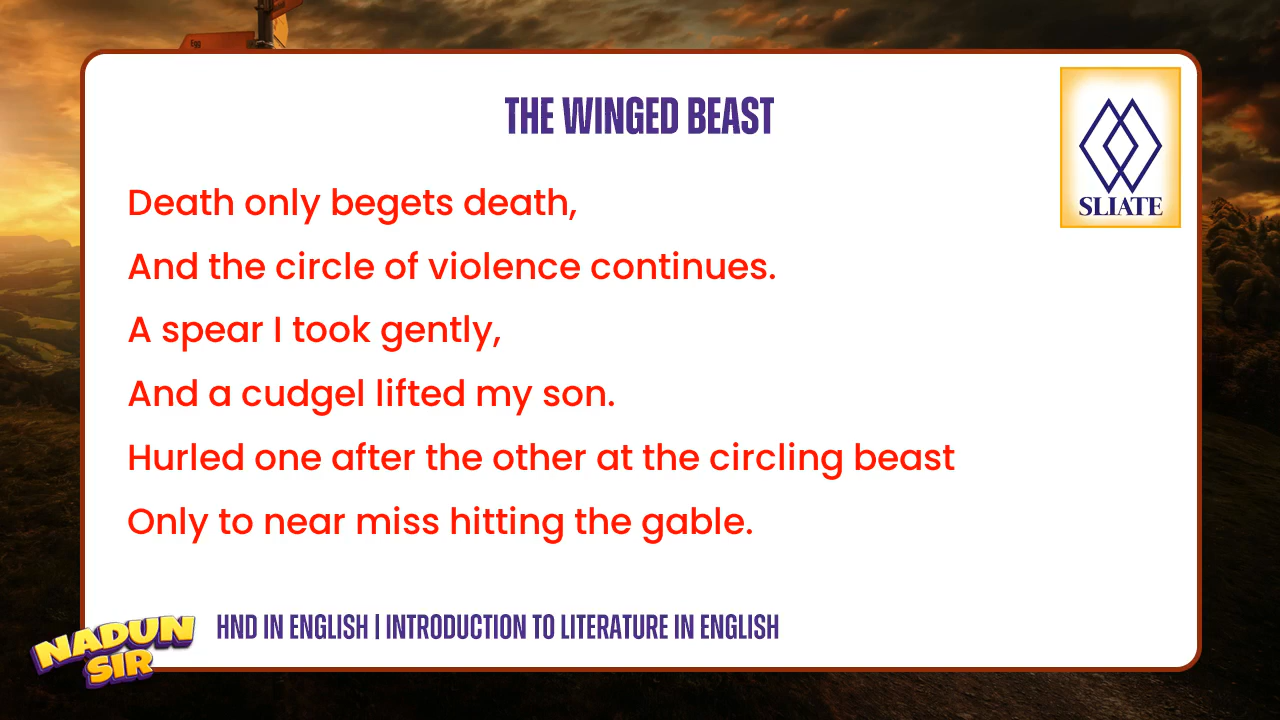 Egg
THE WINGED BEAST
SLIATE
Death only begets death,
And the circle of violence continues.
A spear I took gently,
And a cudgel lifted my son.
Hurled one after the other at the circling beast
Only to near miss hitting the gable.
HND IN ENGLISH | INTRODUCTION TO LITERATURE IN ENGLISH
NADUN
SIR